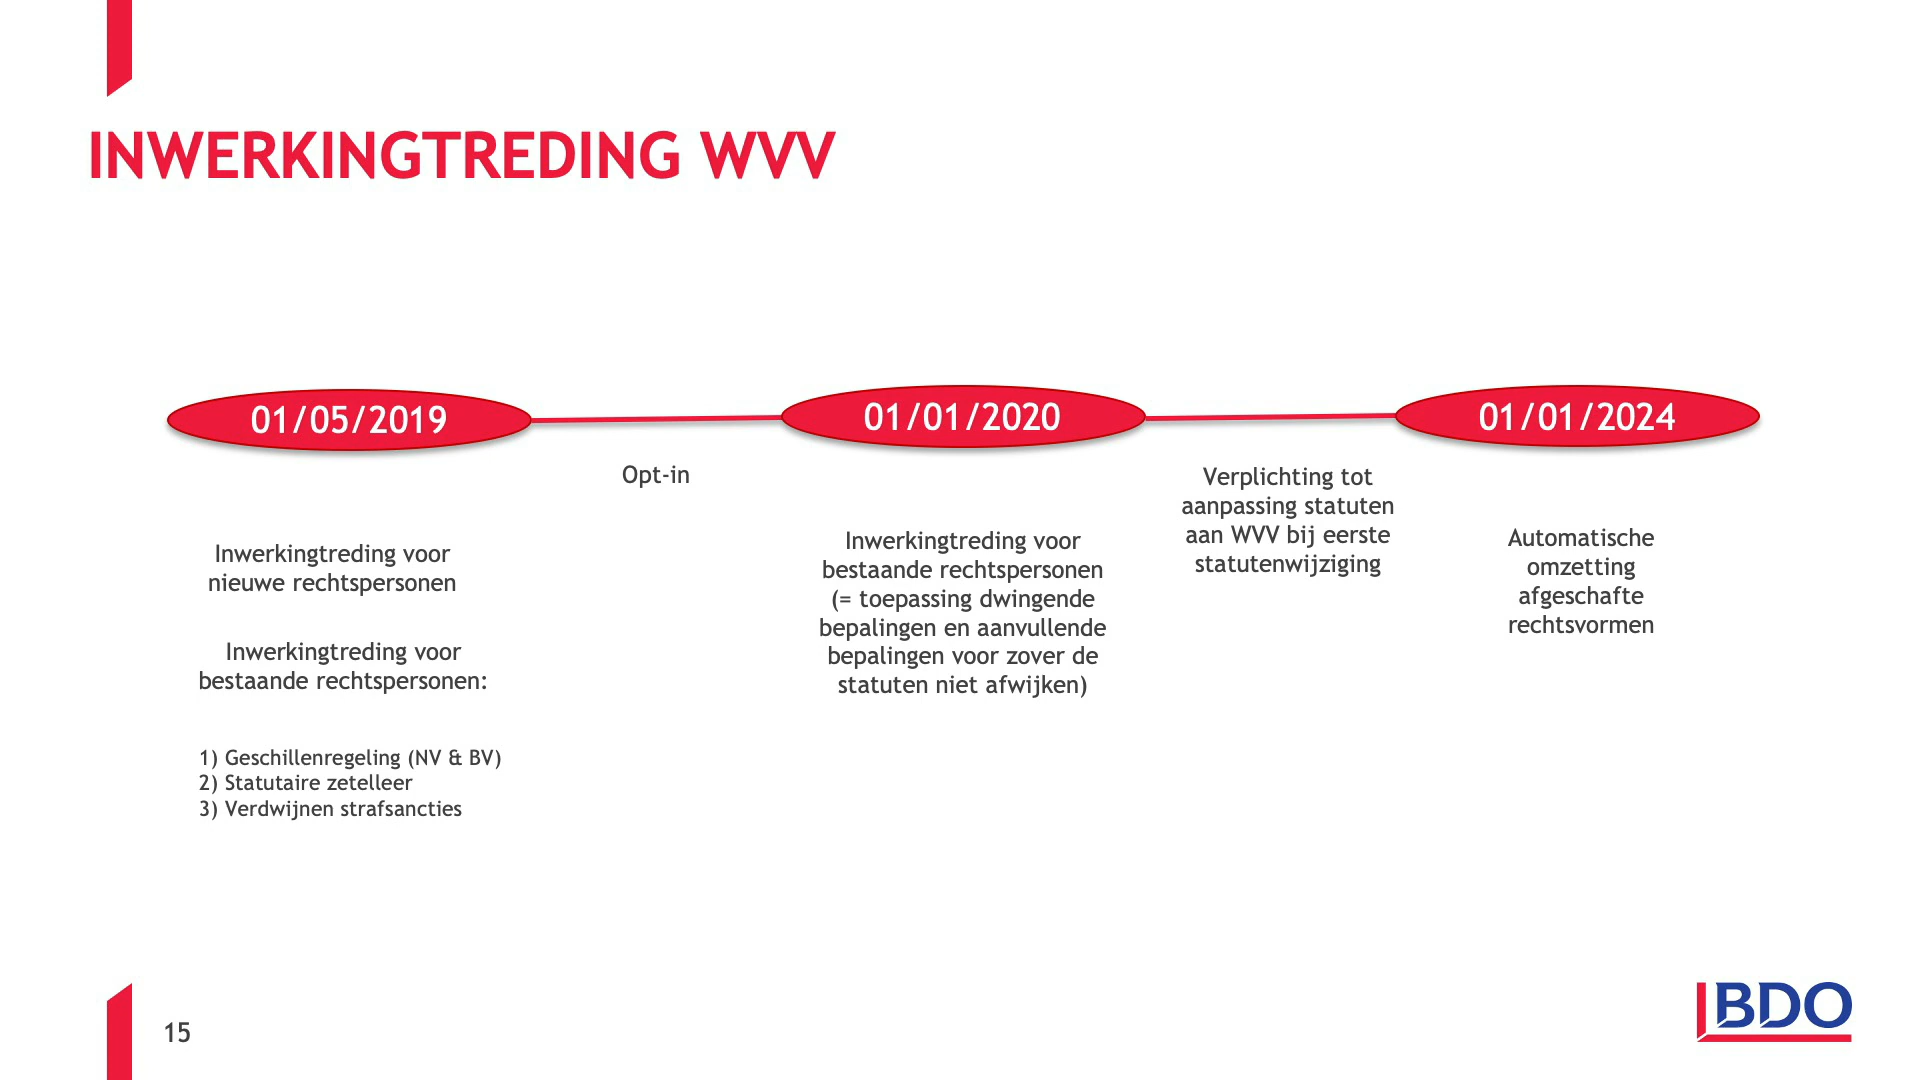 INWERKINGTREDING WVV
01/05/2019
01/01/2020
01/01/2024
Opt-in
Verplichting tot
aanpassing statuten
aan WVV bij eerste
statutenwijziging
Inwerkingtreding voor
nieuwe rechtspersonen
Inwerkingtreding voor
bestaande rechtspersonen:
1) Geschillenregeling (NV & BV)
2) Statutaire zetelleer
3) Verdwijnen strafsancties
Inwerkingtreding voor
bestaande rechtspersonen
(= toepassing dwingende
bepalingen en aanvullende
bepalingen voor zover de
statuten niet afwijken)
Automatische
omzetting
afgeschafte
rechtsvormen
15
BDO